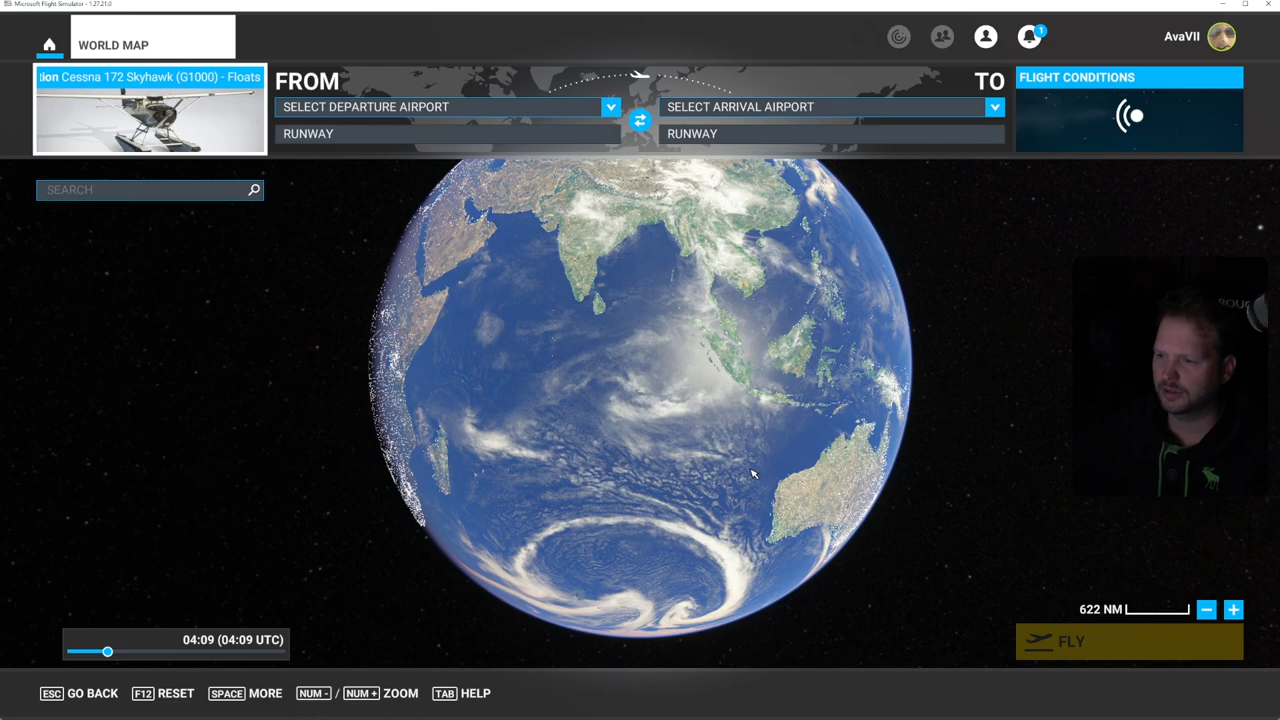 Microsoft Flight Simulator - 1.27.21.0
WORLD MAP
1
AvaVII
tion Cessna 172 Skyhawk (G1000) - Floats
FROM
TO
FLIGHT CONDITIONS
SELECT DEPARTURE AIRPORT
SELECT ARRIVAL AIRPORT
RUNWAY
RUNWAY
SEARCH
622 NM
04:09 (04:09 UTC)
FLY
ESC GO BACK
F12 RESET
SPACE MORE
NUM - / NUM + ZOOM
TAB HELP